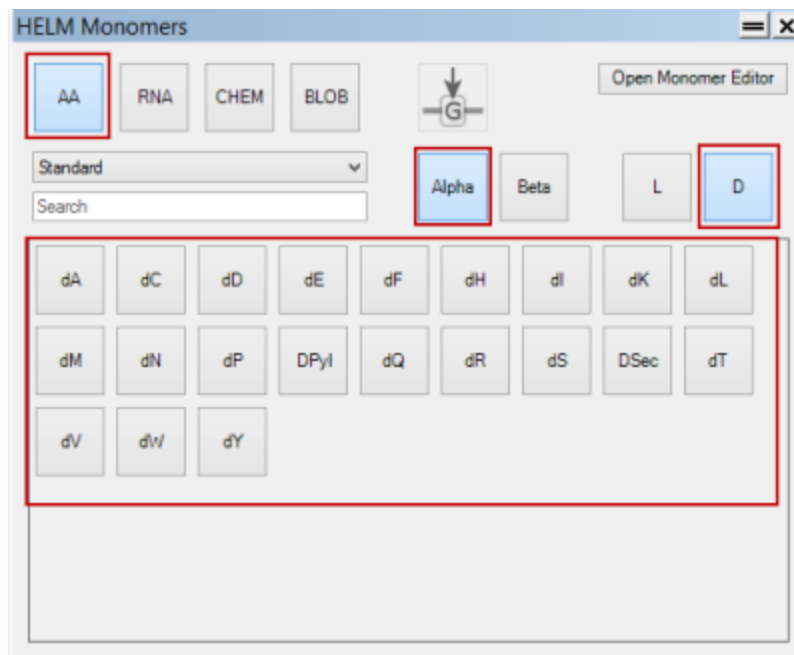 HELM Monomers
AA RNA CHEM BLOB G Open Monomer Editor
Standard
Search
Alpha Beta L D
dA dC dD dE dF dH dI dK dL
dM dN dP DPyl dQ dR dS DSec dT
dV dW dY